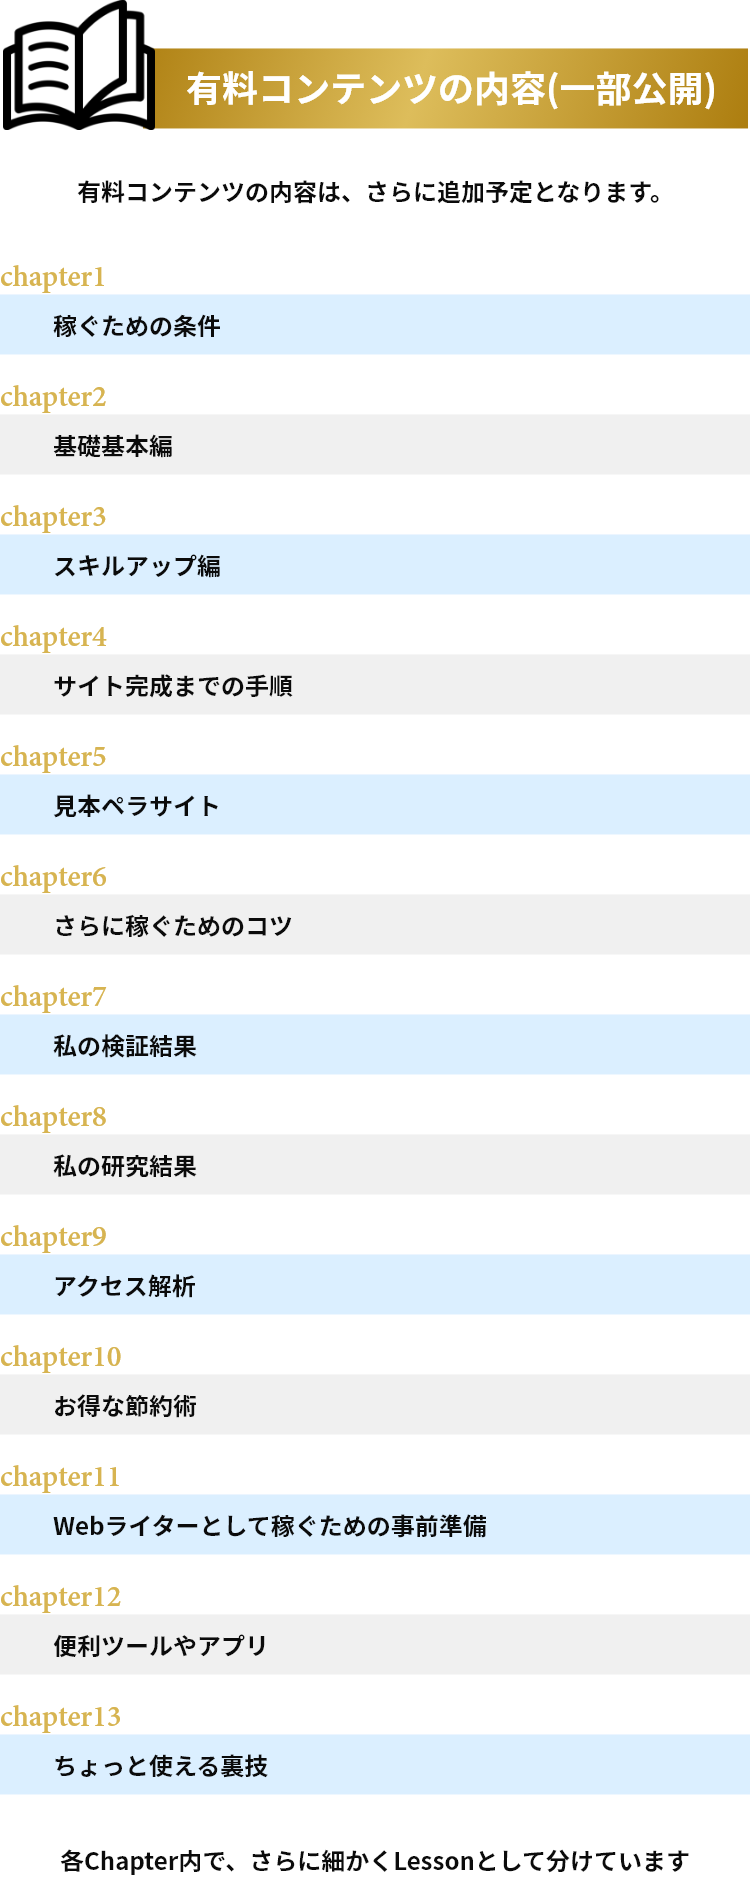 有料コンテンツの内容(一部公開)
有料コンテンツの内容は、さらに追加予定となります。
chapter1
稼ぐための条件
chapter2
基礎基本編
chapter3
スキルアップ編
chapter4
サイト完成までの手順
chapter5
見本ペラサイト
chapter6
さらに稼ぐためのコツ
chapter7
私の検証結果
chapter8
私の研究結果
chapter9
アクセス解析
chapter10
お得な節約術
chapter11
Webライターとして稼ぐための事前準備
chapter12
便利ツールやアプリ
chapter13
ちょっと使える裏技
各Chapter内で、さらに細かくLessonとして分けています